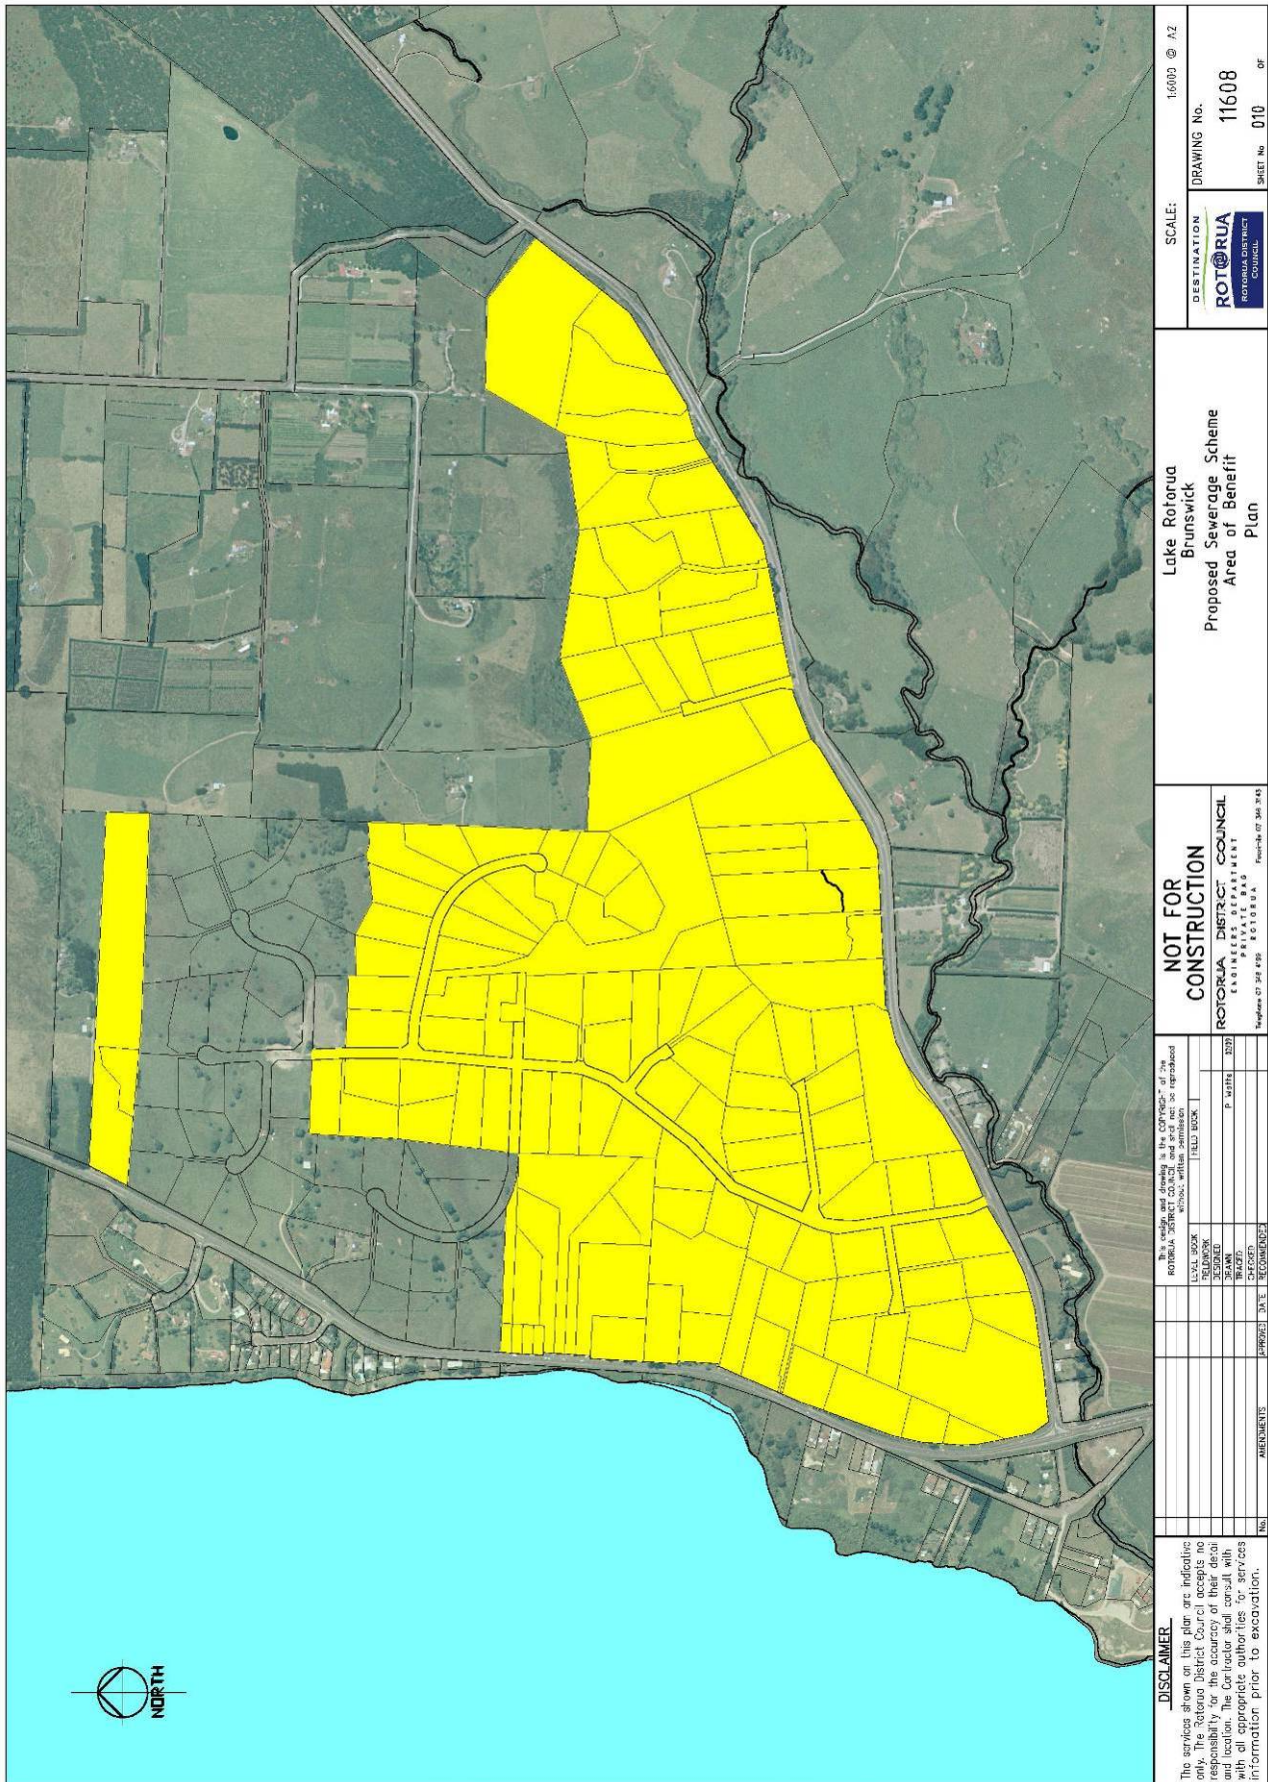 NORTH
DISCLAIMER
The services shown on this plan are indicative
only. The Rotorua District Council accepts no
responsibility for the accuracy of their detail
and location. The Contractor shall consult with
with all appropriate authorities for services
information prior to excavation.
No.
AMENDMENTS
APPROVED
DATE
This design and drawing is the COPYRIGHT of the
ROTORUA DISTRICT COUNCIL and shall not be reproduced
without written permission
LEVEL BOOK
FIELD BOOK
FIELDWORK
DESIGNED
DRAWN
TRACED
CHECKED
RECOMMENDED
NOT FOR
CONSTRUCTION
ROTORUA DISTRICT COUNCIL
ENGINEERS DEPARTMENT
PRIVATE BAG
ROTORUA
Lake Rotorua
Brunswick
Proposed Sewerage Scheme
Area of Benefit
Plan
SCALE: 1:6000 @ A2
DESTINATION
ROTORUA
ROTORUA DISTRICT
COUNCIL
DRAWING No.
11608
SHEET No 010 OF